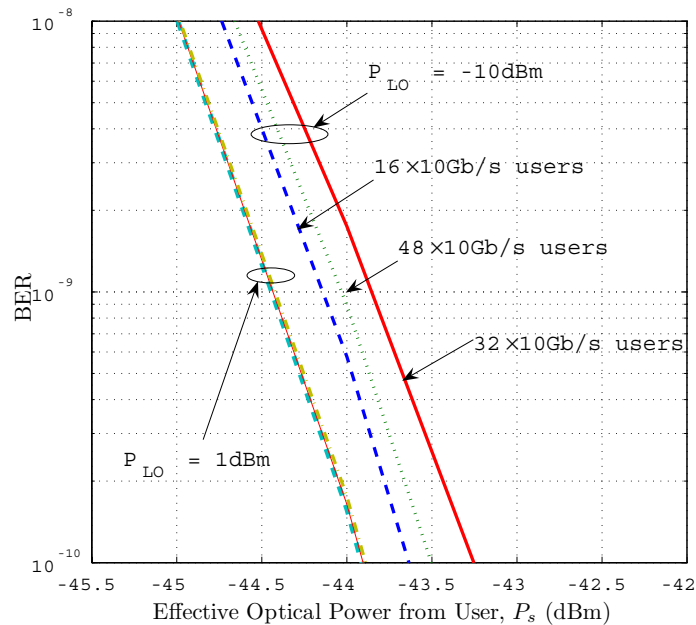 10^-8
P_LO = -10dBm
16×10Gb/s users
48×10Gb/s users
10^-9
BER
32×10Gb/s users
P_LO = 1dBm
10^-10
-45.5 -45 -44.5 -44 -43.5 -43 -42.5 -42
Effective Optical Power from User, P_s (dBm)